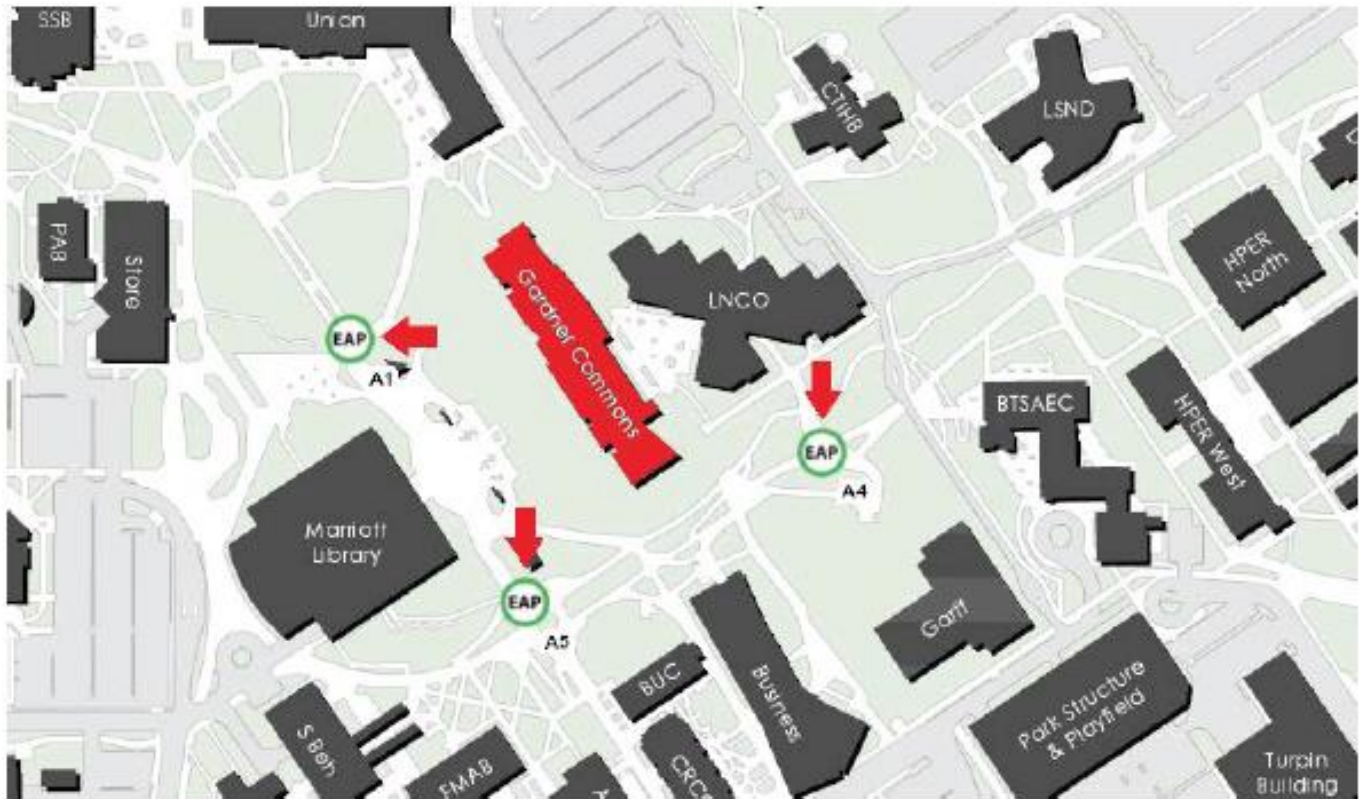 SSB
Union
CTIHB
LSND
PAB
Store
HPER
North
Gardner Commons
LNCO
EAP
A1
BTSAEC
HPER West
EAP
A4
Marriott
Library
EAP
A5
Garff
BUC
Business
Park Structure
& Playfield
S Beh
FMAB
CRCC
Turpin
Building